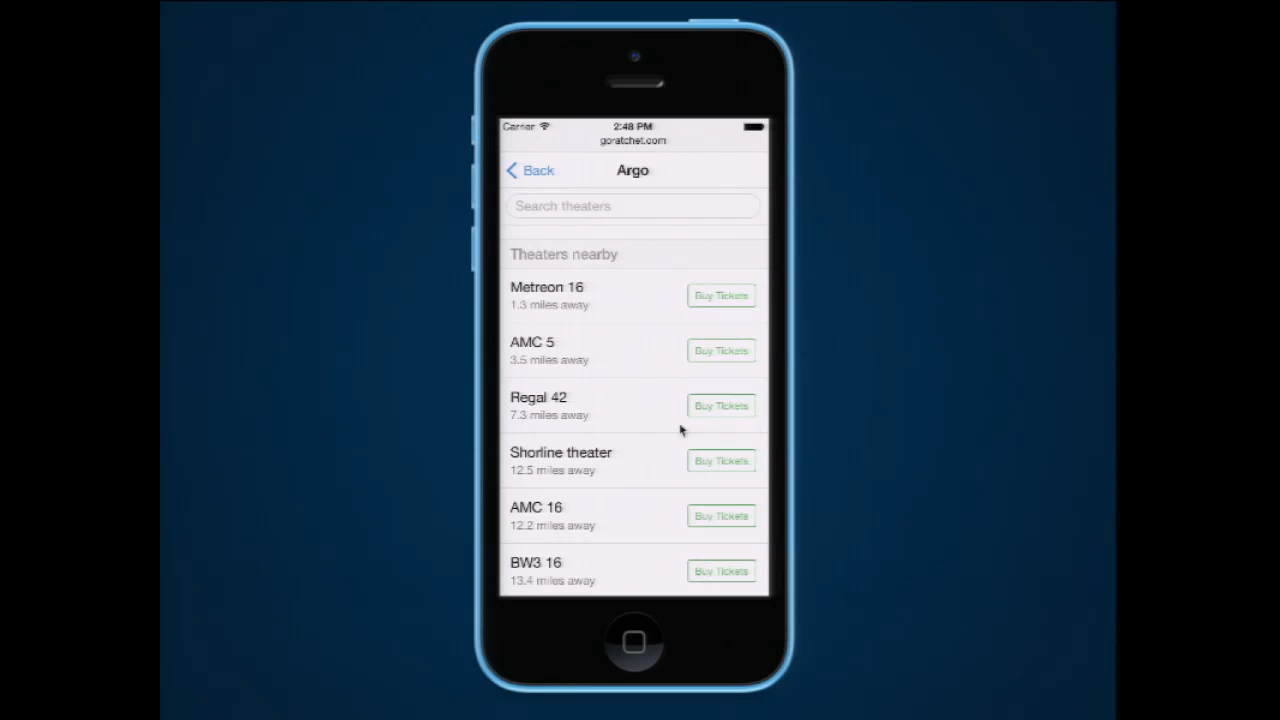 Carrier 2:48 PM
goratchet.com
Back Argo
Search theaters
Theaters nearby
Metreon 16
1.3 miles away
Buy Tickets
AMC 5
3.5 miles away
Buy Tickets
Regal 42
7.3 miles away
Buy Tickets
Shorline theater
12.5 miles away
Buy Tickets
AMC 16
12.2 miles away
Buy Tickets
BW3 16
13.4 miles away
Buy Tickets